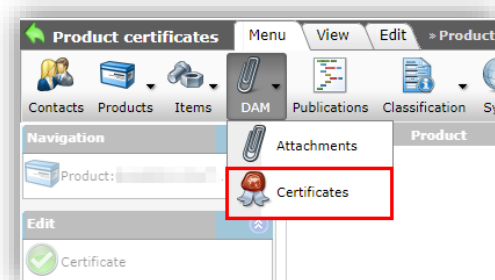 Product certificates Menu View Edit » Product
Contacts Products Items DAM Publications Classification Sy
Navigation Product
Attachments
Product:
Certificates
Edit
Certificate